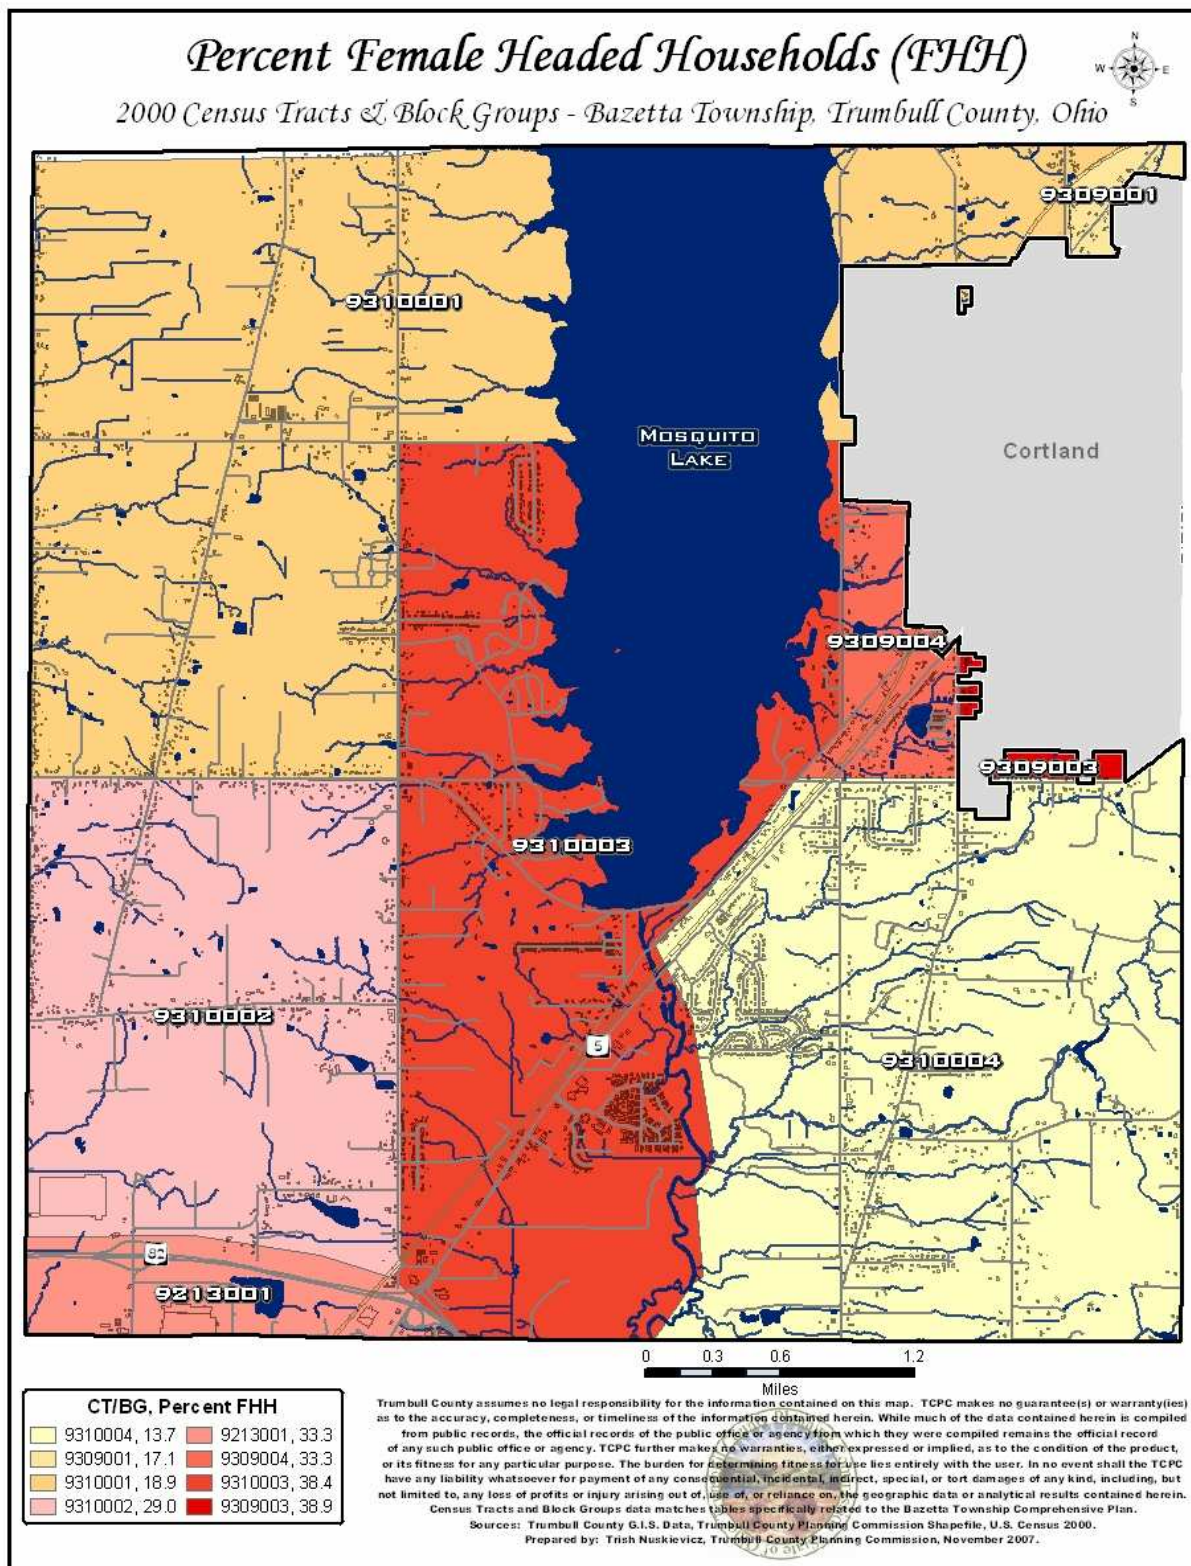 Percent Female Headed Households (FHH)
N
W E
S
2000 Census Tracts & Block Groups - Bazetta Township, Trumbull County, Ohio
9309001
9310001
MOSQUITO
LAKE
Cortland
9309004
9309003
9310003
9310002
5
9310004
82
9213001
0 0.3 0.6 1.2
Miles
CT/BG, Percent FHH
9310004, 13.7
9309001, 17.1
9310001, 18.9
9310002, 29.0
9213001, 33.3
9309004, 33.3
9310003, 38.4
9309003, 38.9
Trumbull County assumes no legal responsibility for the information contained on this map. TCPC makes no guarantee(s) or warranty(ies)
as to the accuracy, completeness, or timeliness of the information contained herein. While much of the data contained herein is compiled
from public records, the official records of the public office or agency from which they were compiled remains the official record
of any such public office or agency. TCPC further makes no warranties, either expressed or implied, as to the condition of the product,
or its fitness for any particular purpose. The burden for determining fitness for use lies entirely with the user. In no event shall the TCPC
have any liability whatsoever for payment of any consequential, incidental, indirect, special, or tort damages of any kind, including, but
not limited to, any loss of profits or injury arising out of, use of, or reliance on, the geographic data or analytical results contained herein.
Census Tracts and Block Groups data matches tables specifically related to the Bazetta Township Comprehensive Plan.
Sources: Trumbull County G.I.S. Data, Trumbull County Planning Commission Shapefile, U.S. Census 2000.
Prepared by: Trish Nuskievicz, Trumbull County Planning Commission, November 2007.